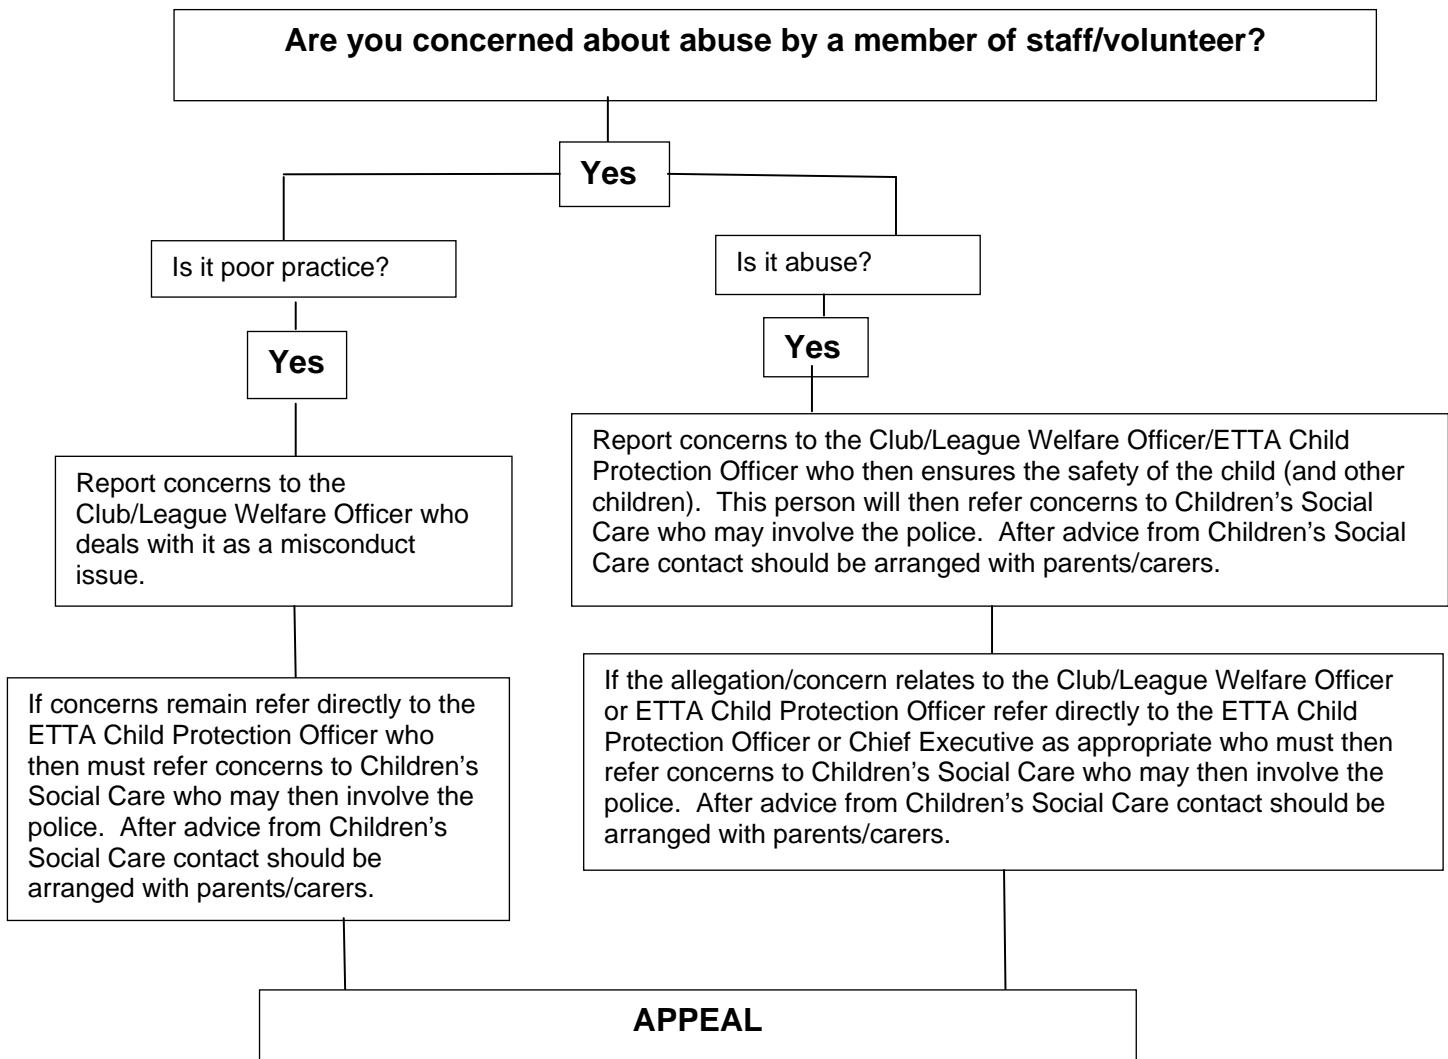 Are you concerned about abuse by a member of staff/volunteer?
Yes
Is it poor practice?
Is it abuse?
Yes
Yes
Report concerns to the
Club/League Welfare Officer who
deals with it as a misconduct
issue.
Report concerns to the Club/League Welfare Officer/ETTA Child
Protection Officer who then ensures the safety of the child (and other
children).  This person will then refer concerns to Children’s Social
Care who may involve the police.  After advice from Children’s Social
Care contact should be arranged with parents/carers.
If concerns remain refer directly to the
ETTA Child Protection Officer who
then must refer concerns to Children’s
Social Care who may then involve the
police.  After advice from Children’s
Social Care contact should be
arranged with parents/carers.
If the allegation/concern relates to the Club/League Welfare Officer
or ETTA Child Protection Officer refer directly to the ETTA Child
Protection Officer or Chief Executive as appropriate who must then
refer concerns to Children’s Social Care who may then involve the
police.  After advice from Children’s Social Care contact should be
arranged with parents/carers.
APPEAL